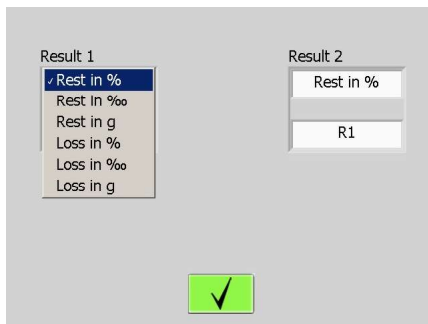 Result 1
✓Rest in %
Rest in ‰
Rest in g
Loss in %
Loss in ‰
Loss in g
Result 2
Rest in %
R1